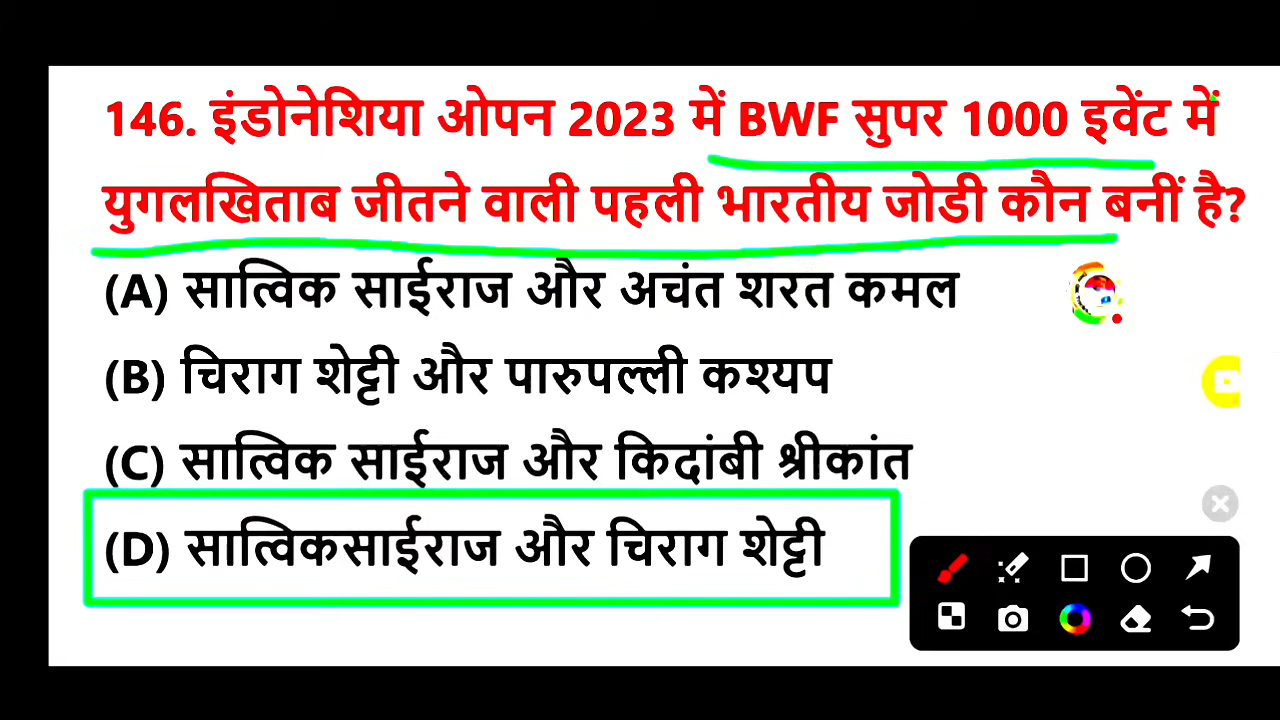 146. इंडोनेशिया ओपन 2023 में BWF सुपर 1000 इवेंट में
युगलखिताब जीतने वाली पहली भारतीय जोडी कौन बनीं है?
(A) सात्विक साईराज और अचंत शरत कमल
(B) चिराग शेट्टी और पारुपल्ली कश्यप
(C) सात्विक साईराज और किदांबी श्रीकांत
(D) सात्विकसाईराज और चिराग शेट्टी